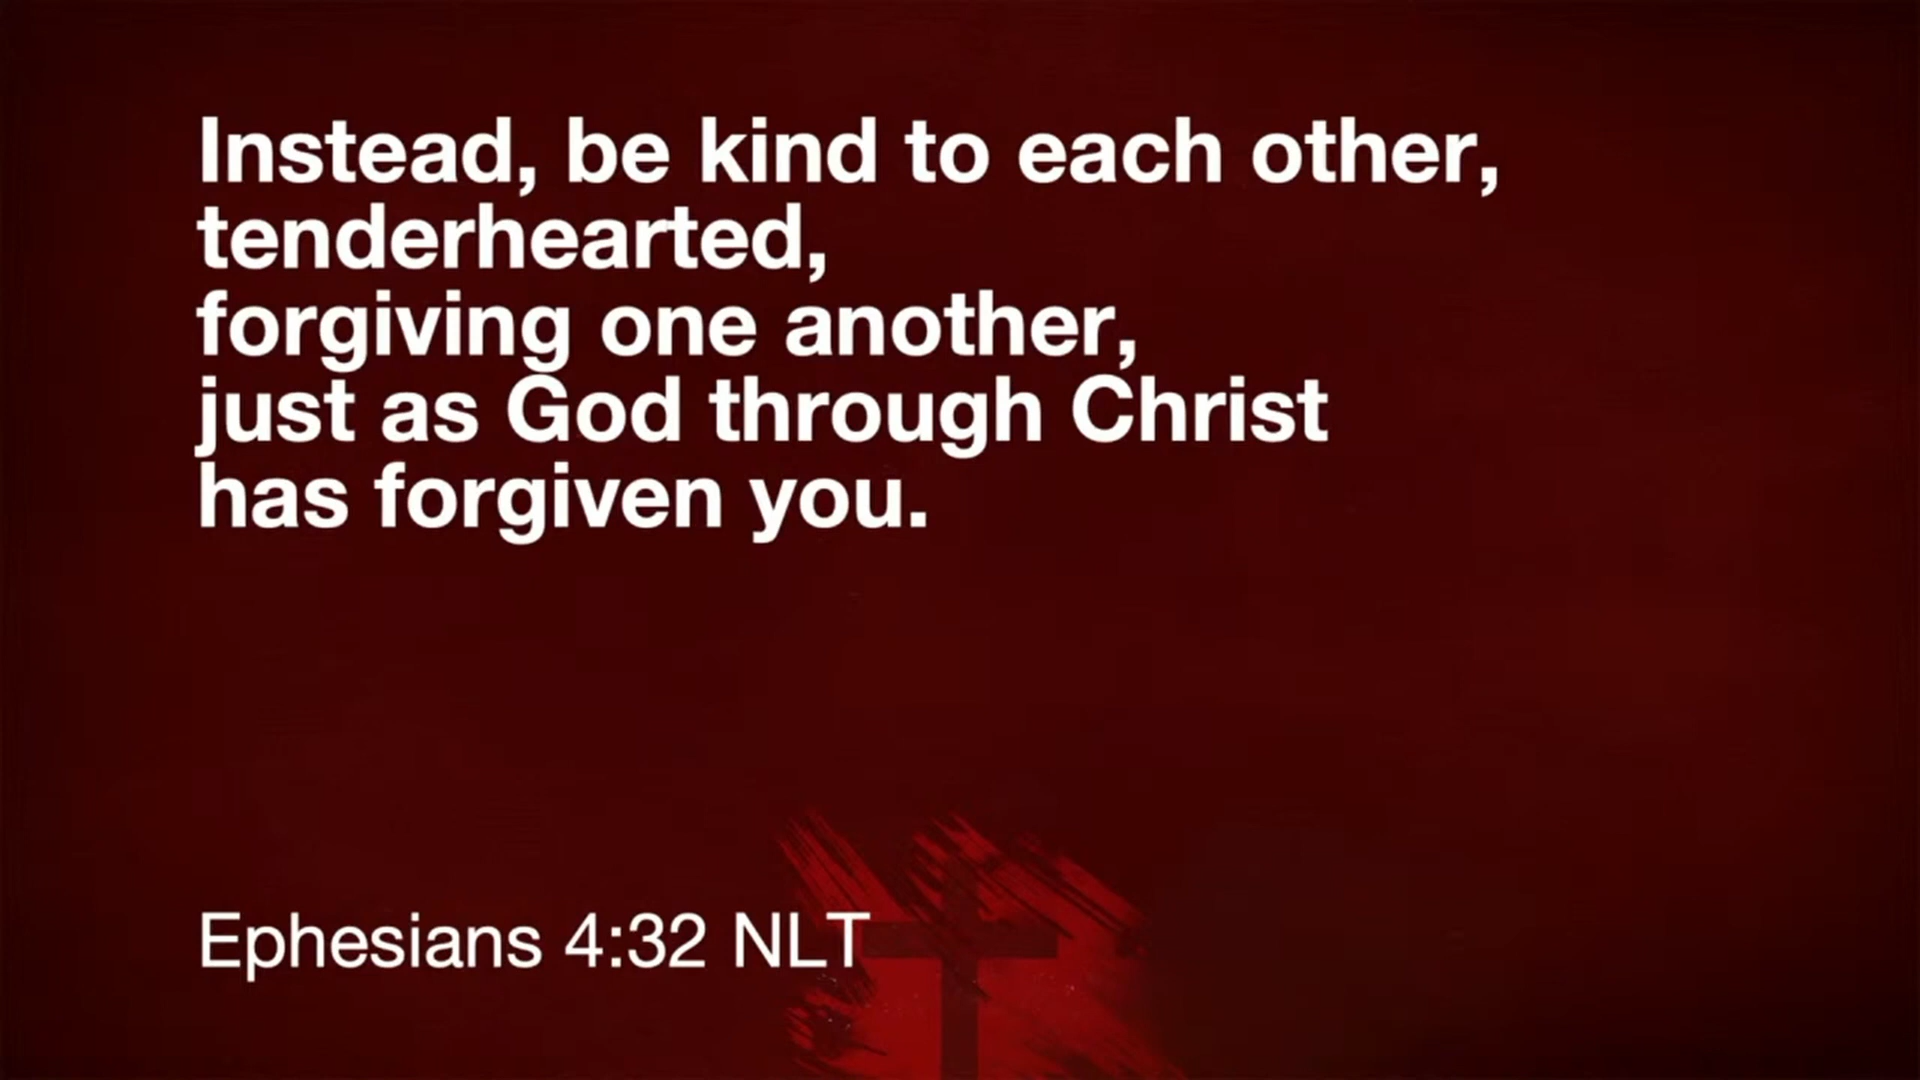 Instead, be kind to each other,
tenderhearted,
forgiving one another,
just as God through Christ
has forgiven you.
Ephesians 4:32 NLT